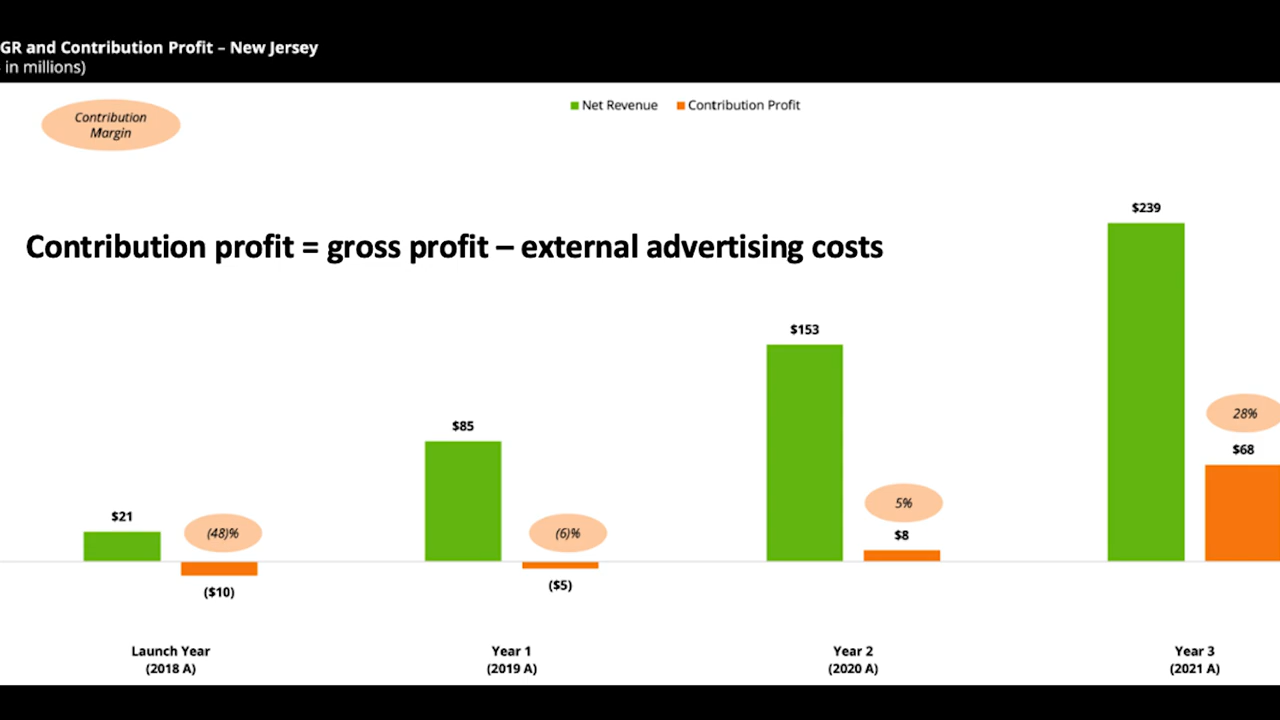 GR and Contribution Profit – New Jersey
in millions)
Contribution
Margin
Net Revenue
Contribution Profit
Contribution profit = gross profit – external advertising costs
$239
$153
28%
$85
$68
5%
$21
(48)%
(6)%
$8
($10)
($5)
Launch Year
(2018 A)
Year 1
(2019 A)
Year 2
(2020 A)
Year 3
(2021 A)